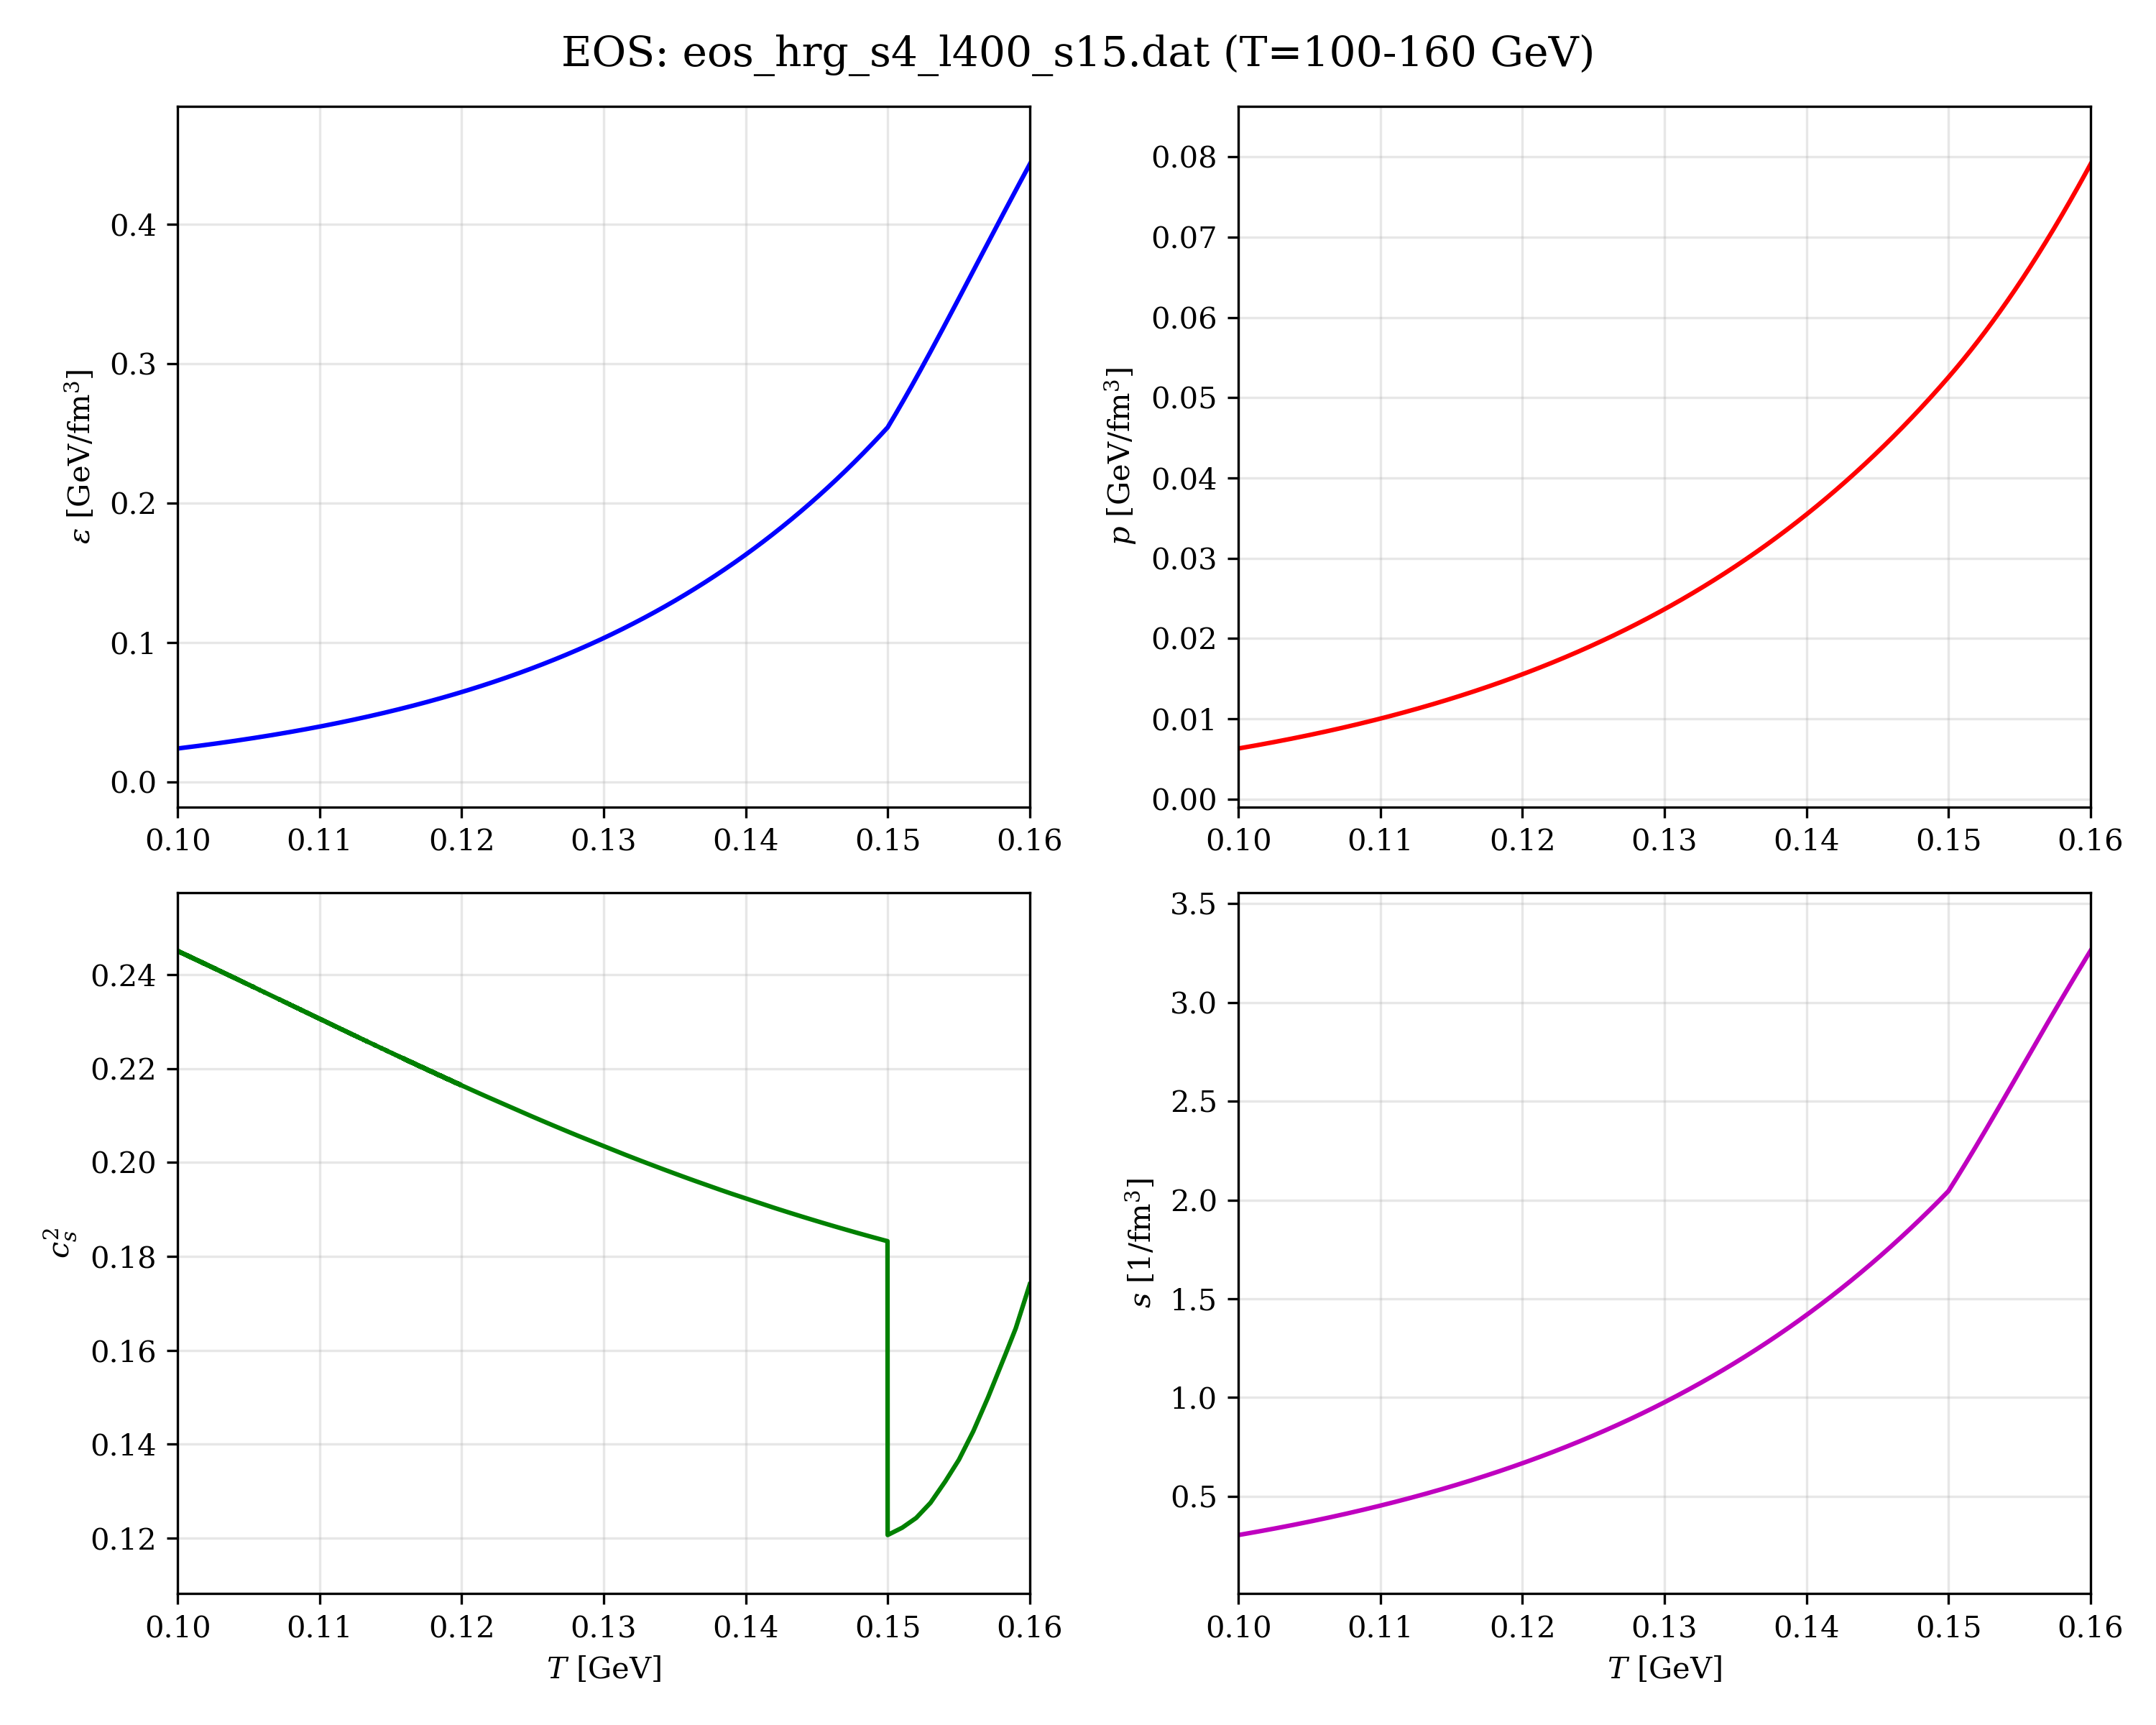 EOS: eos_hrg_s4_l400_s15.dat (T=100-160 GeV)
ε [GeV/fm³]
0.4
0.3
0.2
0.1
0.0
0.10 0.11 0.12 0.13 0.14 0.15 0.16
p [GeV/fm³]
0.08
0.07
0.06
0.05
0.04
0.03
0.02
0.01
0.00
0.10 0.11 0.12 0.13 0.14 0.15 0.16
c_s^2
0.24
0.22
0.20
0.18
0.16
0.14
0.12
0.10 0.11 0.12 0.13 0.14 0.15 0.16
T [GeV]
s [1/fm³]
3.5
3.0
2.5
2.0
1.5
1.0
0.5
0.10 0.11 0.12 0.13 0.14 0.15 0.16
T [GeV]